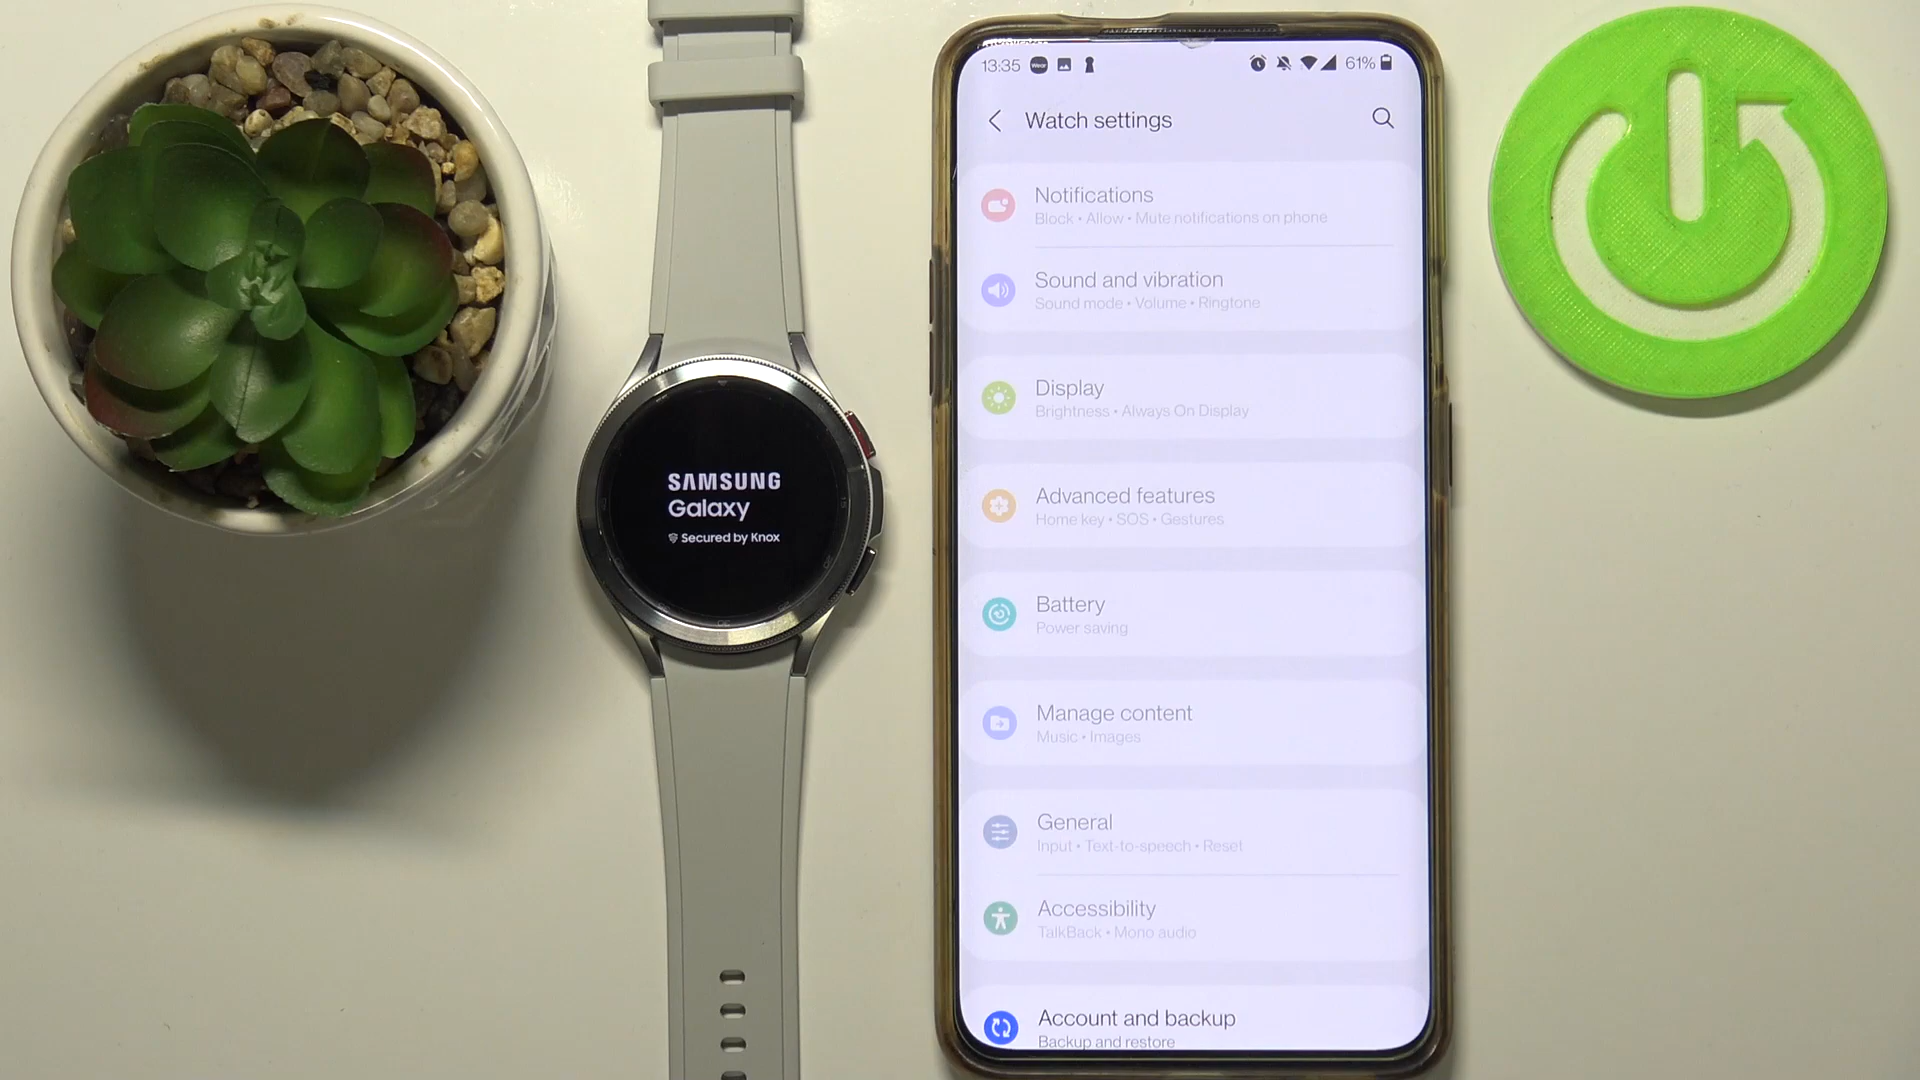 SAMSUNG
Galaxy
Secured by Knox
13:35
61%
Watch settings
Notifications
Block • Allow • Mute notifications on phone
Sound and vibration
Sound mode • Volume • Ringtone
Display
Brightness • Always On Display
Advanced features
Home key • SOS • Gestures
Battery
Power saving
Manage content
Music • Images
General
Input • Text-to-speech • Reset
Accessibility
TalkBack • Mono audio
Account and backup
Backup and restore